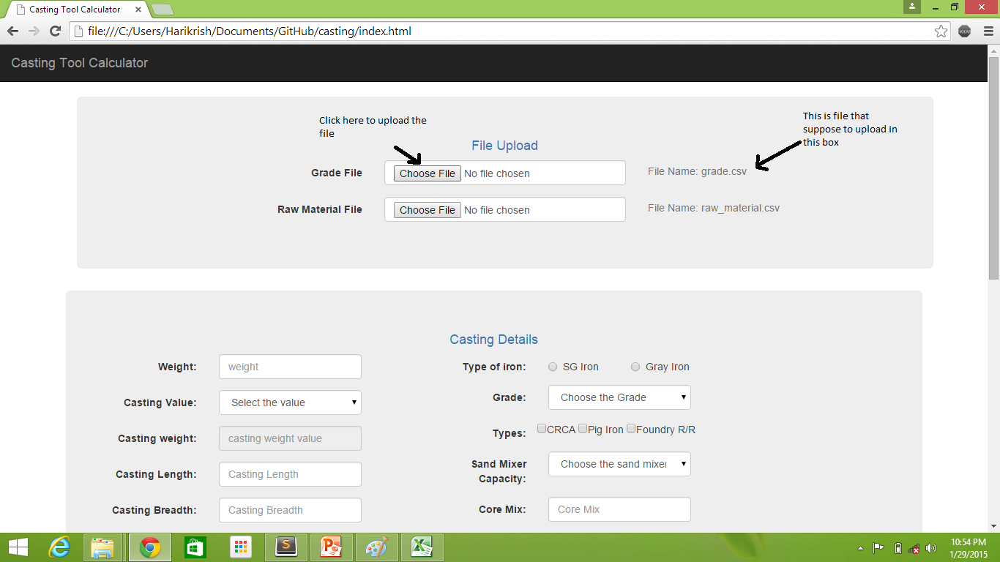 Casting Tool Calculator
file:///C:/Users/Harikrish/Documents/GitHub/casting/index.html
Casting Tool Calculator
Click here to upload the
file
This is file that
suppose to upload in
this box
File Upload
Grade File
Choose File No file chosen
File Name: grade.csv
Raw Material File
Choose File No file chosen
File Name: raw_material.csv
Casting Details
Weight:
weight
Type of iron:
SG Iron
Gray Iron
Casting Value:
Select the value
Grade:
Choose the Grade
Casting weight:
casting weight value
Types:
CRCA Pig Iron Foundry R/R
Casting Length:
Casting Length
Sand Mixer
Capacity:
Choose the sand mixer
Casting Breadth:
Casting Breadth
Core Mix:
Core Mix
10:54 PM
1/29/2015